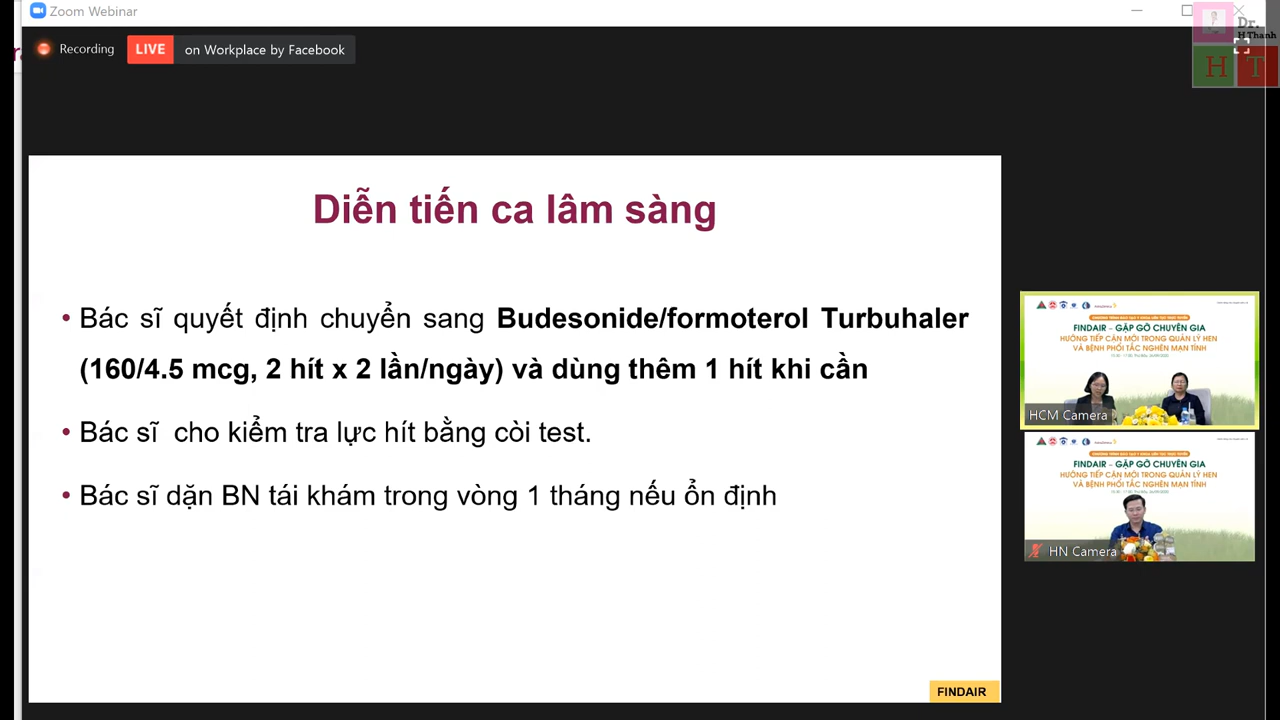 Zoom Webinar
Recording
LIVE on Workplace by Facebook
Dr.
H Thanh
H T
Diễn tiến ca lâm sàng
• Bác sĩ quyết định chuyển sang Budesonide/formoterol Turbuhaler
(160/4.5 mcg, 2 hít x 2 lần/ngày) và dùng thêm 1 hít khi cần
• Bác sĩ cho kiểm tra lực hít bằng còi test.
• Bác sĩ dặn BN tái khám trong vòng 1 tháng nếu ổn định
FINDAIR
FINDAIR – GẶP GỠ CHUYÊN GIA
HƯỚNG TIẾP CẬN MỚI TRONG QUẢN LÝ HEN
VÀ BỆNH PHỔI TẮC NGHẼN MẠN TÍNH
HCM Camera
FINDAIR – GẶP GỠ CHUYÊN GIA
HƯỚNG TIẾP CẬN MỚI TRONG QUẢN LÝ HEN
VÀ BỆNH PHỔI TẮC NGHẼN MẠN TÍNH
HN Camera